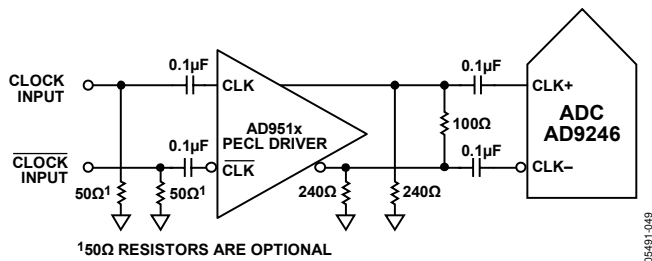 CLOCK
INPUT
0.1µF
CLK
AD951x
PECL DRIVER
0.1µF
CLK
CLOCK
INPUT
50Ω¹
50Ω¹
240Ω
240Ω
100Ω
0.1µF
0.1µF
CLK+
ADC
AD9246
CLK–
¹50Ω RESISTORS ARE OPTIONAL
05491-049